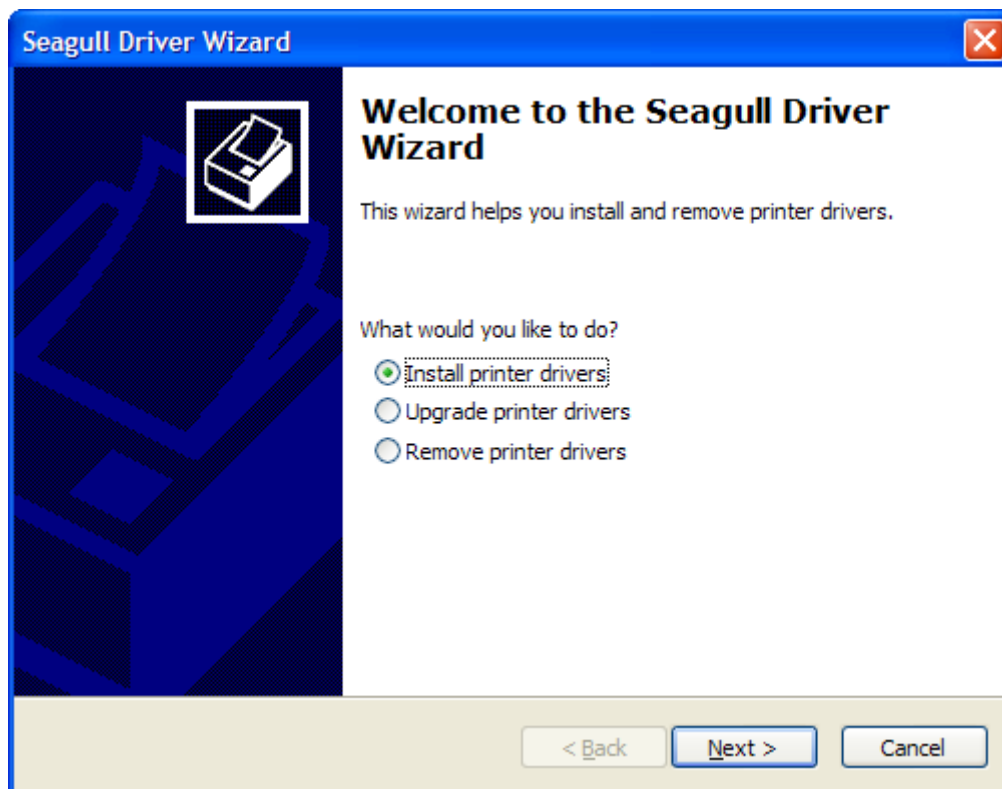 Seagull Driver Wizard
Welcome to the Seagull Driver
Wizard
This wizard helps you install and remove printer drivers.
What would you like to do?
Install printer drivers
Upgrade printer drivers
Remove printer drivers
< Back
Next >
Cancel